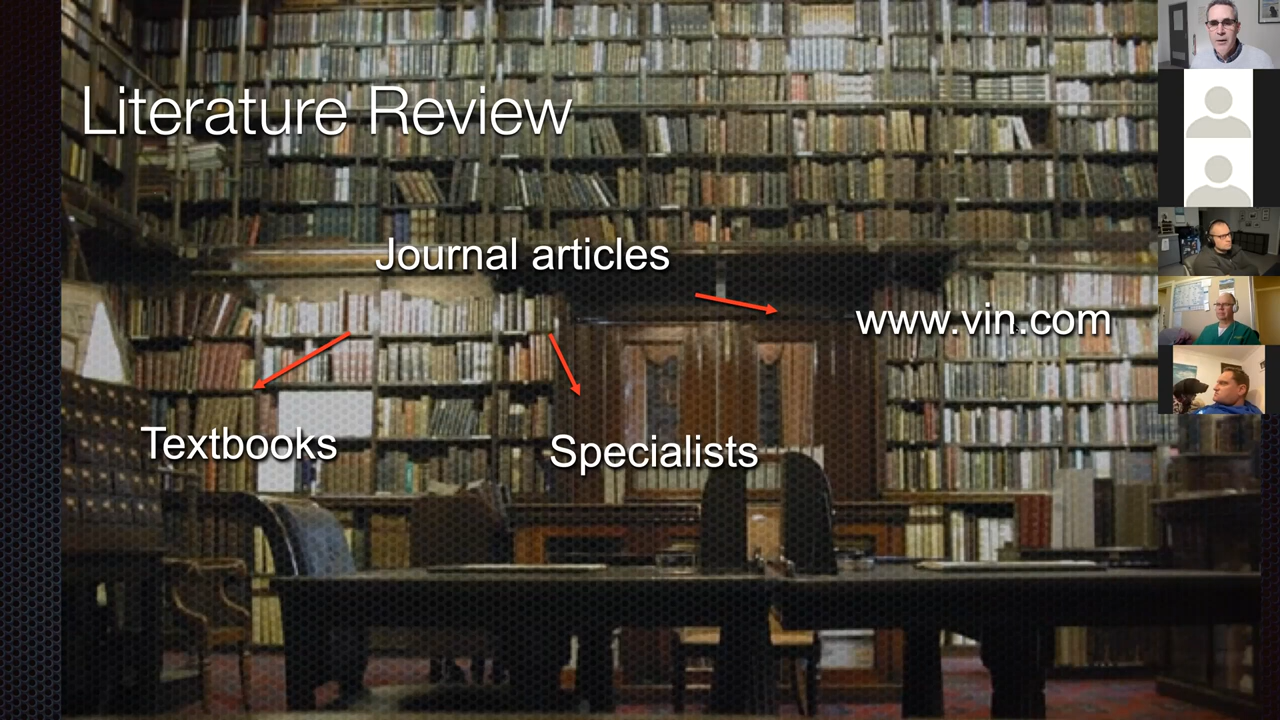 Literature Review
Journal articles
www.vin.com
Textbooks
Specialists